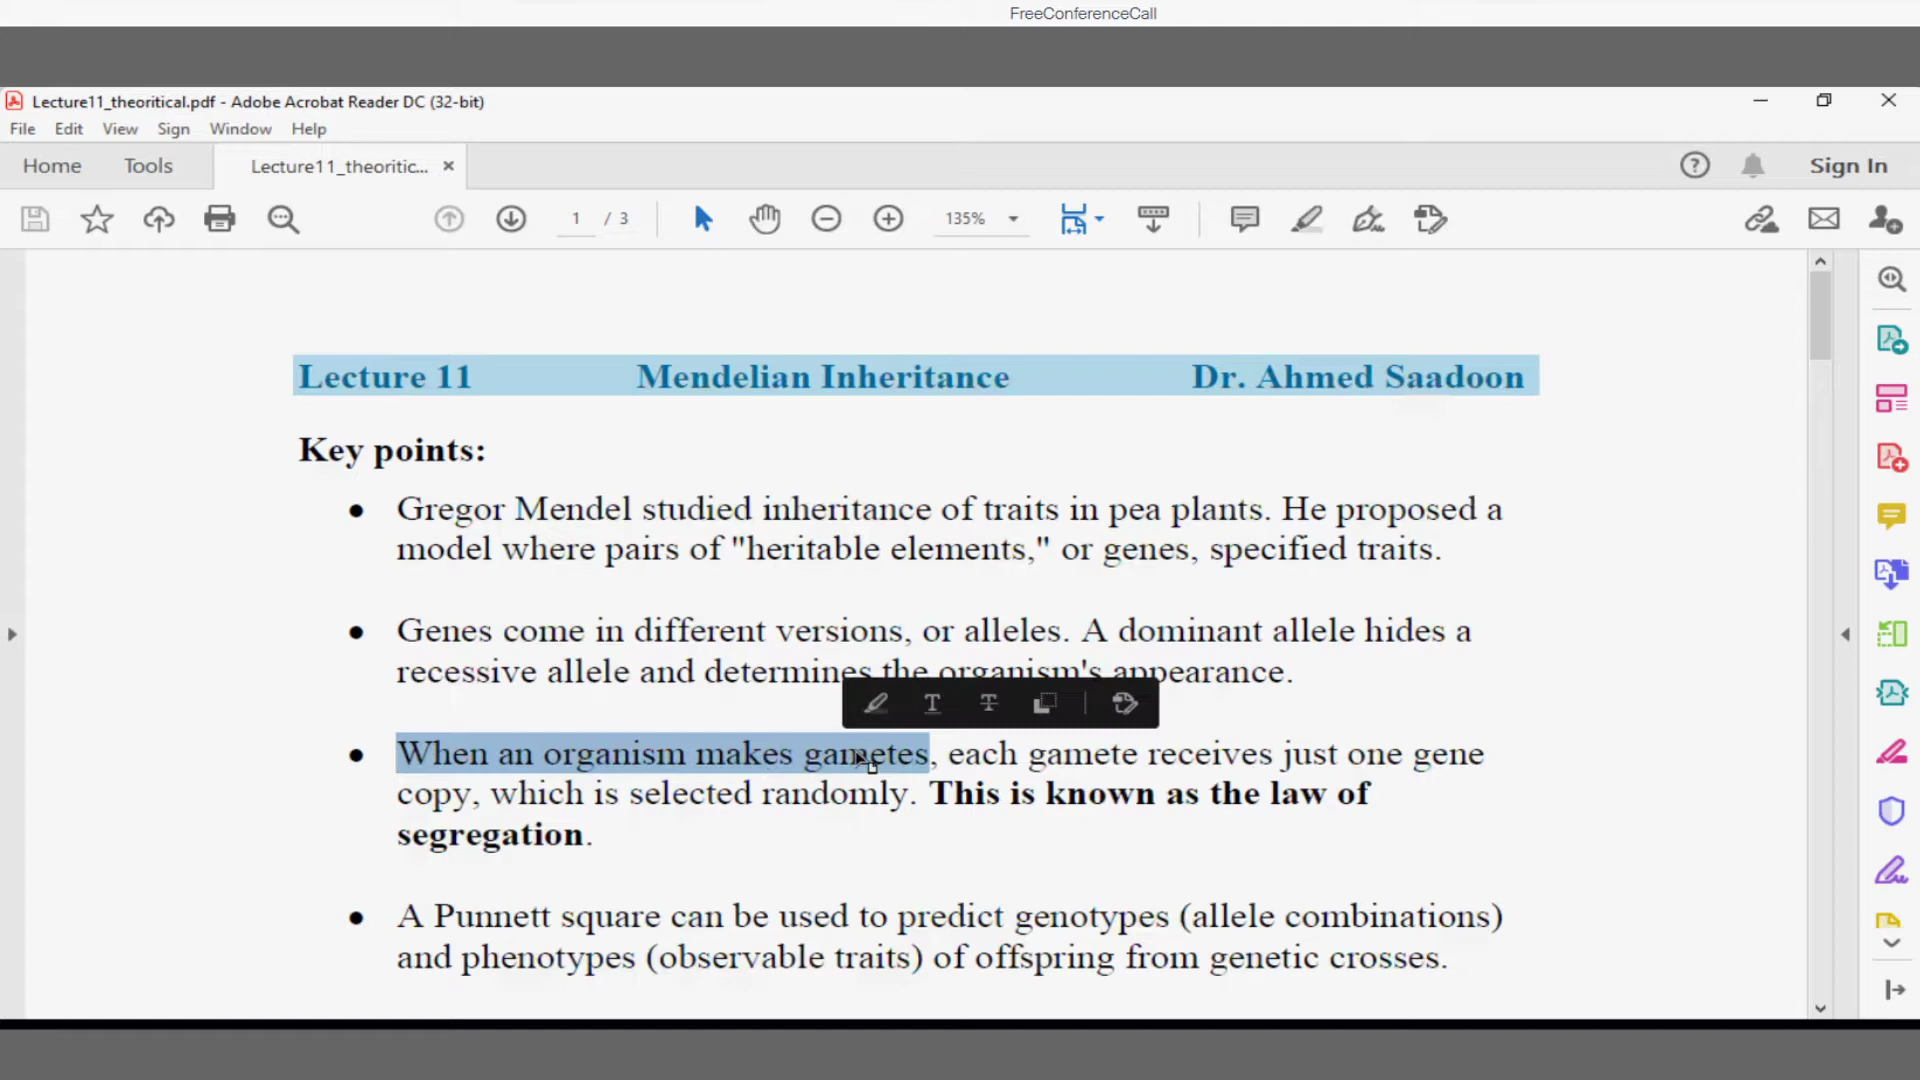 FreeConferenceCall
Lecture11_theoritical.pdf - Adobe Acrobat Reader DC (32-bit)
File Edit View Sign Window Help
Home Tools Lecture11_theoritic... Sign In
1 / 3 135%
Lecture 11 Mendelian Inheritance Dr. Ahmed Saadoon
Key points:
● Gregor Mendel studied inheritance of traits in pea plants. He proposed a
model where pairs of "heritable elements," or genes, specified traits.
● Genes come in different versions, or alleles. A dominant allele hides a
recessive allele and determines the organism's appearance.
● When an organism makes gametes, each gamete receives just one gene
copy, which is selected randomly. This is known as the law of
segregation.
● A Punnett square can be used to predict genotypes (allele combinations)
and phenotypes (observable traits) of offspring from genetic crosses.